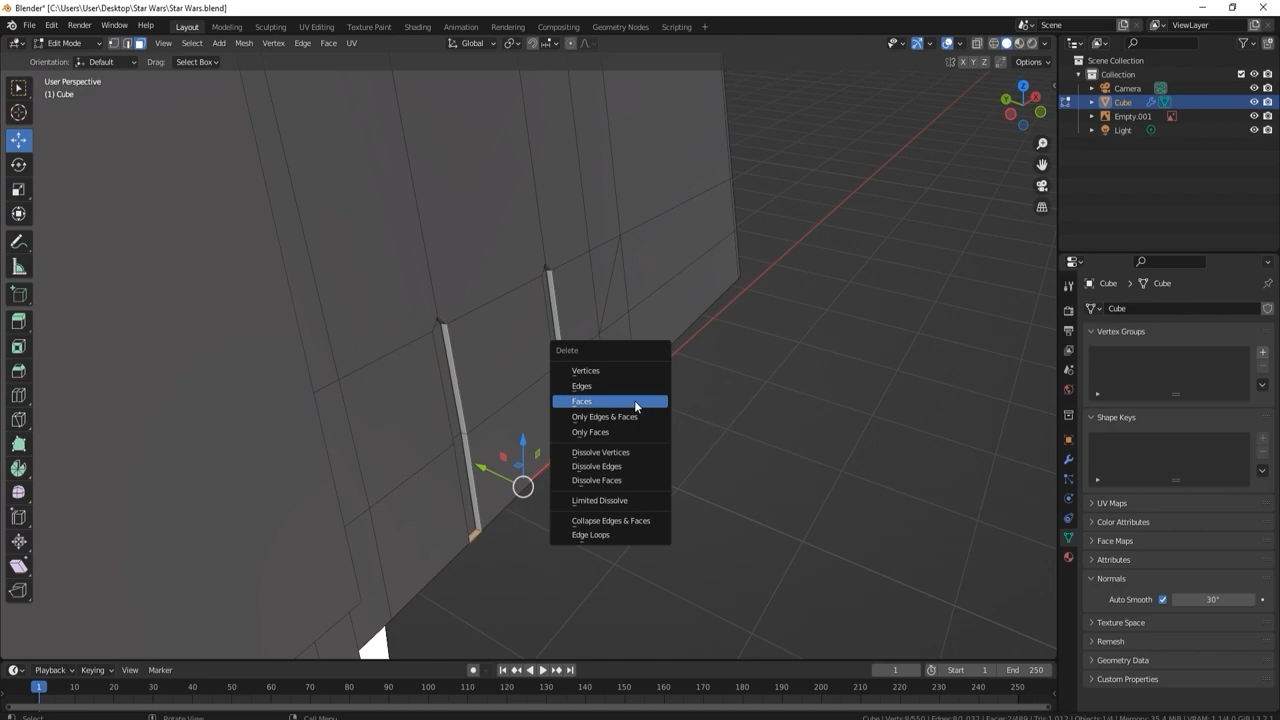 Blender* [C:\Users\User\Desktop\Star Wars\Star Wars.blend]
File Edit Render Window Help Layout Modeling Sculpting UV Editing Texture Paint Shading Animation Rendering Compositing Geometry Nodes Scripting + Scene ViewLayer
Edit Mode View Select Add Mesh Vertex Edge Face UV Global
Orientation: Default Drag: Select Box X Y Z Options
User Perspective
(1) Cube
Z
X
Y
Delete
Vertices
Edges
Faces
Only Edges & Faces
Only Faces
Dissolve Vertices
Dissolve Edges
Dissolve Faces
Limited Dissolve
Collapse Edges & Faces
Edge Loops
Scene Collection
Collection
Camera
Cube
Empty.001
Light
Cube > Cube
Cube
Vertex Groups
Shape Keys
UV Maps
Color Attributes
Face Maps
Attributes
Normals
Auto Smooth 30°
Texture Space
Remesh
Geometry Data
Custom Properties
Playback Keying View Marker 1 Start 1 End 250
1 10 20 30 40 50 60 70 80 90 100 110 120 130 140 150 160 170 180 190 200 210 220 230 240 250
Select Rotate View Call Menu